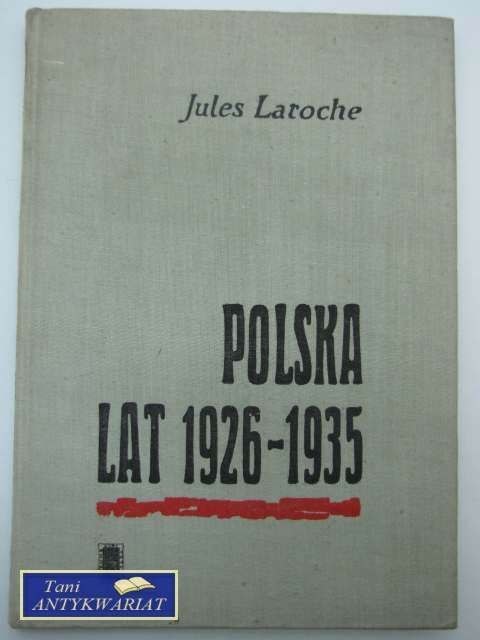 Jules Laroche
POLSKA
LAT 1926-1935
Tani
ANTYKWARIAT